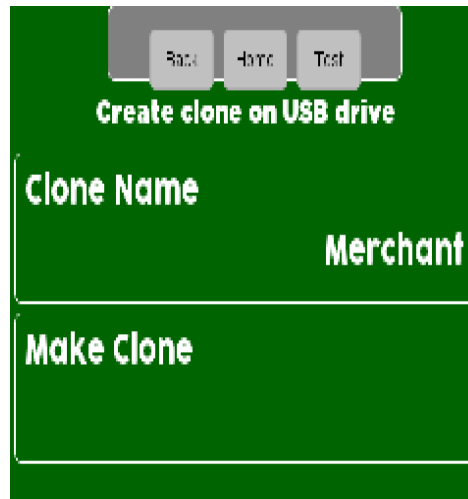 Back Home Test
Create clone on USB drive
Clone Name
Merchant
Make Clone